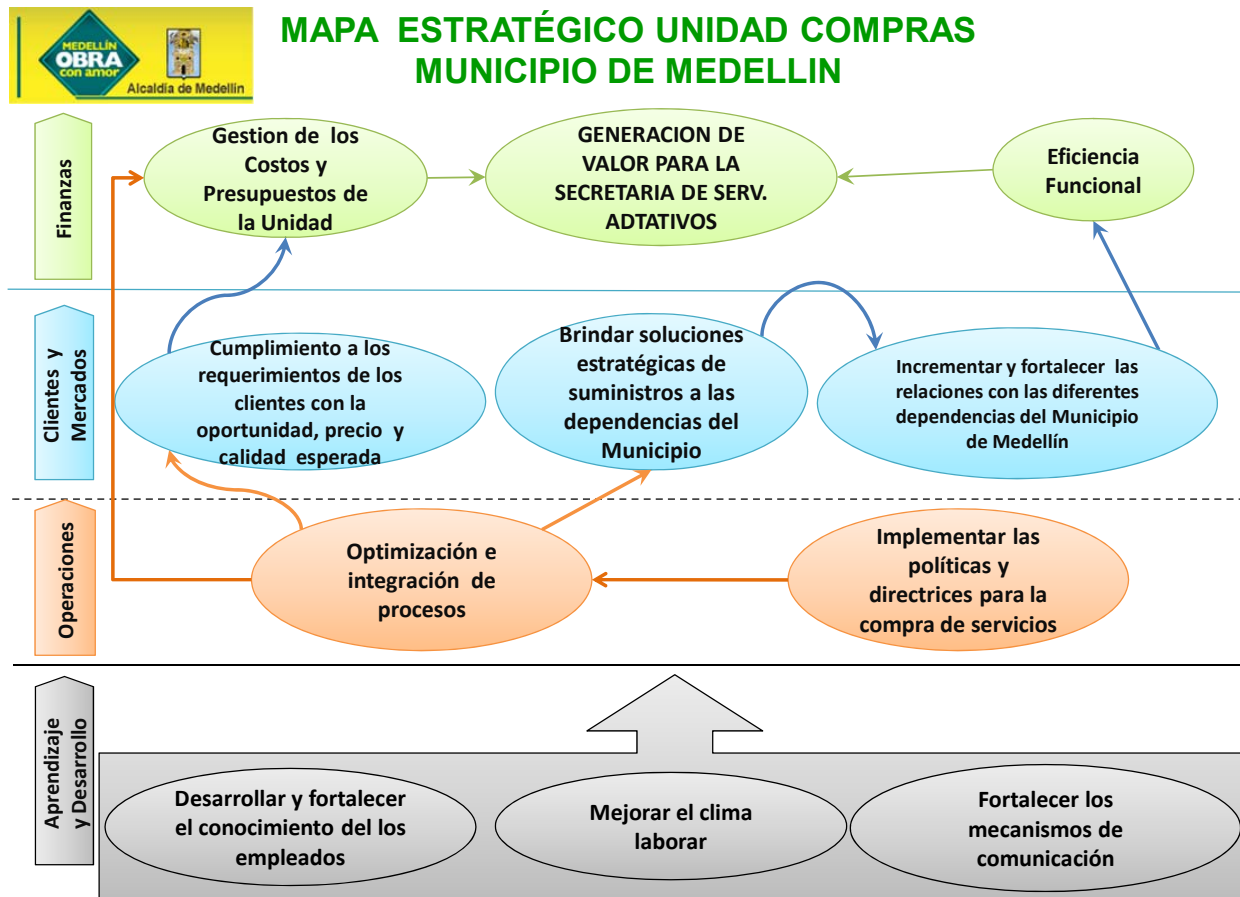 MEDELLÍN
OBRA
con amor
Alcaldía de Medellín
MAPA ESTRATÉGICO UNIDAD COMPRAS
MUNICIPIO DE MEDELLIN
Finanzas
Gestion de los
Costos y
Presupuestos de
la Unidad
GENERACION DE
VALOR PARA LA
SECRETARIA DE SERV.
ADTATIVOS
Eficiencia
Funcional
Clientes y
Mercados
Cumplimiento a los
requerimientos de los
clientes con la
oportunidad, precio y
calidad esperada
Brindar soluciones
estratégicas de
suministros a las
dependencias del
Municipio
Incrementar y fortalecer las
relaciones con las diferentes
dependencias del Municipio
de Medellín
Operaciones
Optimización e
integración de
procesos
Implementar las
políticas y
directrices para la
compra de servicios
Aprendizaje
y Desarrollo
Desarrollar y fortalecer
el conocimiento del los
empleados
Mejorar el clima
laborar
Fortalecer los
mecanismos de
comunicación